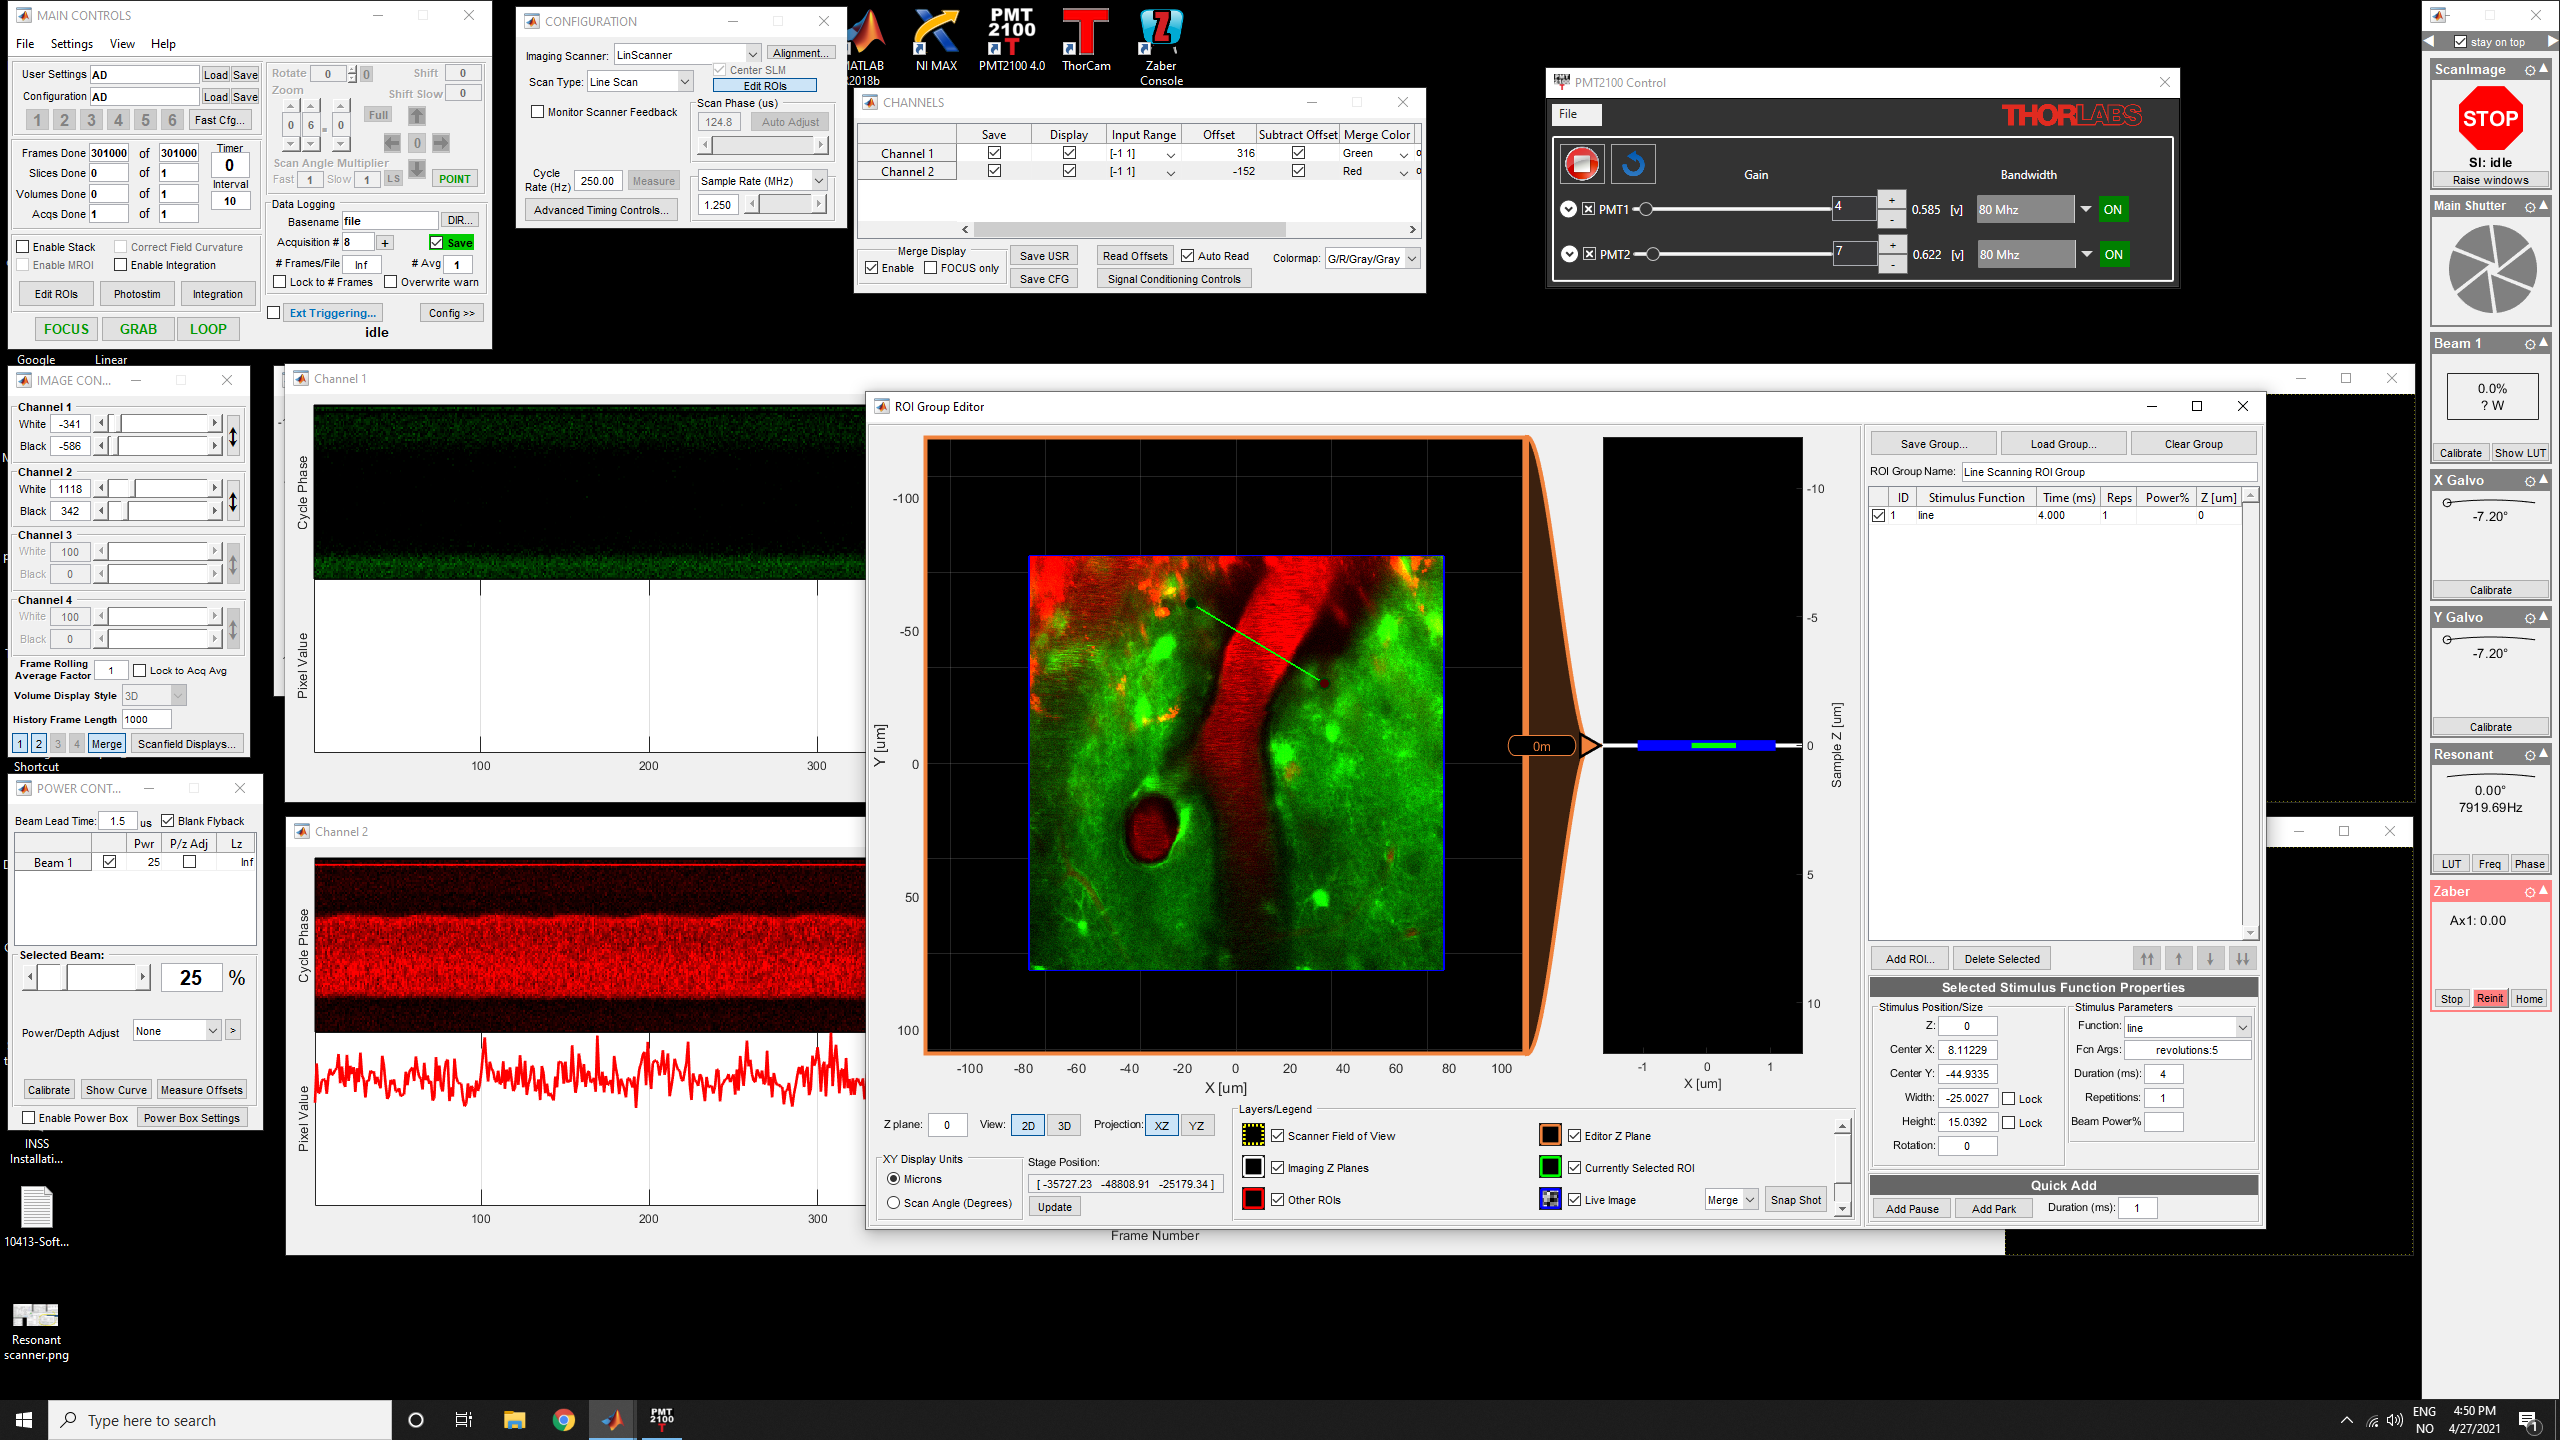 MAIN CONTROLS
File Settings View Help
User Settings AD Load Save
Configuration AD Load Save
1 2 3 4 5 6 Fast Cfg...
Frames Done 301000 of 301000
Slices Done 0 of 1
Volumes Done 0 of 1
Acqs Done 1 of 1
Timer
0
Interval
10
Enable Stack
Correct Field Curvature
Enable MROI
Enable Integration
Edit ROIs Photostim Integration
FOCUS GRAB LOOP
Rotate 0 0
Shift 0
Zoom
Shift Slow 0
0 6 . 0
Full
0
Scan Angle Multiplier
Fast 1 Slow 1 LS
POINT
Data Logging
Basename file DIR...
Acquisition # 8 + Save
# Frames/File Inf # Avg 1
Lock to # Frames Overwrite warn
Ext Triggering... Config >>
idle
Google Linear
CONFIGURATION
Imaging Scanner: LinScanner Alignment...
Center SLM
Scan Type: Line Scan Edit ROIs
Monitor Scanner Feedback
Scan Phase (us)
124.8 Auto Adjust
Cycle Rate (Hz) 250.00 Measure
Sample Rate (MHz)
1.250
Advanced Timing Controls...
MATLAB
R2018b
NI MAX
PMT
2100
T
PMT2100 4.0
ThorCam
Zaber
Console
CHANNELS
Save Display Input Range Offset Subtract Offset Merge Color
Channel 1 [-1 1] 316 Green
Channel 2 [-1 1] -152 Red
Merge Display
Enable FOCUS only
Save USR
Save CFG
Read Offsets Auto Read
Signal Conditioning Controls
Colormap: G/R/Gray/Gray
PMT2100 Control
File
THORLABS
Gain Bandwidth
PMT1 4 + - 0.585 [v] 80 Mhz ON
PMT2 7 + - 0.622 [v] 80 Mhz ON
stay on top
ScanImage
STOP
SI: idle
Raise windows
Main Shutter
Beam 1
0.0%
? W
Calibrate Show LUT
X Galvo
-7.20°
Calibrate
Y Galvo
-7.20°
Calibrate
Resonant
0.00°
7919.69Hz
LUT Freq Phase
Zaber
Ax1: 0.00
Stop Reinit Home
IMAGE CON...
Channel 1
White -341
Black -586
Channel 2
White 1118
Black 342
Channel 3
White 100
Black 0
Channel 4
White 100
Black 0
Frame Rolling
Average Factor 1 Lock to Acq Avg
Volume Display Style 3D
History Frame Length 1000
1 2 3 4 Merge Scanfield Displays...
Shortcut
POWER CONT...
Beam Lead Time: 1.5 us Blank Flyback
Pwr P/z Adj Lz
Beam 1 25 Inf
Selected Beam:
25 %
Power/Depth Adjust None >
Calibrate Show Curve Measure Offsets
Enable Power Box Power Box Settings
INSS
Installati...
10413-Soft...
Resonant
scanner.png
Channel 1
Cycle Phase
Pixel Value
100 200 300
Channel 2
Cycle Phase
Pixel Value
100 200 300
Frame Number
ROI Group Editor
-100
-50
0
50
100
Y [um]
-100 -80 -60 -40 -20 0 20 40 60 80 100
X [um]
0m
-10
-5
0
5
10
Sample Z [um]
-1 0 1
X [um]
Z plane: 0 View: 2D 3D Projection: XZ YZ
XY Display Units
Microns
Scan Angle (Degrees)
Stage Position:
[ -35727.23 -48808.91 -25179.34 ]
Update
Layers/Legend
Scanner Field of View
Imaging Z Planes
Other ROIs
Editor Z Plane
Currently Selected ROI
Live Image Merge Snap Shot
Save Group... Load Group... Clear Group
ROI Group Name: Line Scanning ROI Group
ID Stimulus Function Time (ms) Reps Power% Z [um]
1 line 4.000 1 0
Add ROI... Delete Selected
Selected Stimulus Function Properties
Stimulus Position/Size
Z: 0
Center X: 8.11229
Center Y: -44.9335
Width: -25.0027 Lock
Height: 15.0392 Lock
Rotation: 0
Stimulus Parameters
Function: line
Fcn Args: revolutions:5
Duration (ms): 4
Repetitions: 1
Beam Power%
Quick Add
Add Pause Add Park Duration (ms): 1
Type here to search
PMT
2100
T
ENG
NO
4:50 PM
4/27/2021
1